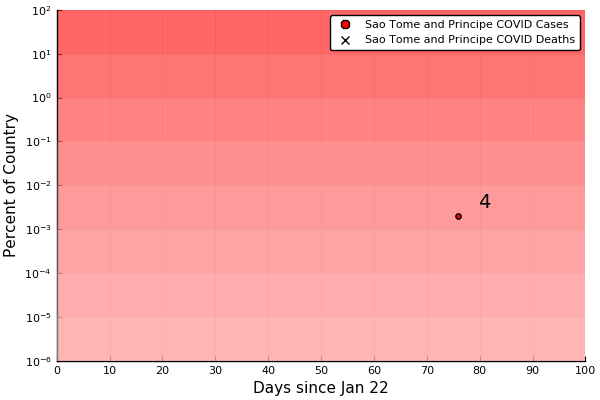 Sao Tome and Principe COVID Cases
Sao Tome and Principe COVID Deaths
Percent of Country
10²
10¹
10⁰
10⁻¹
10⁻²
10⁻³
10⁻⁴
10⁻⁵
10⁻⁶
4
0 10 20 30 40 50 60 70 80 90 100
Days since Jan 22